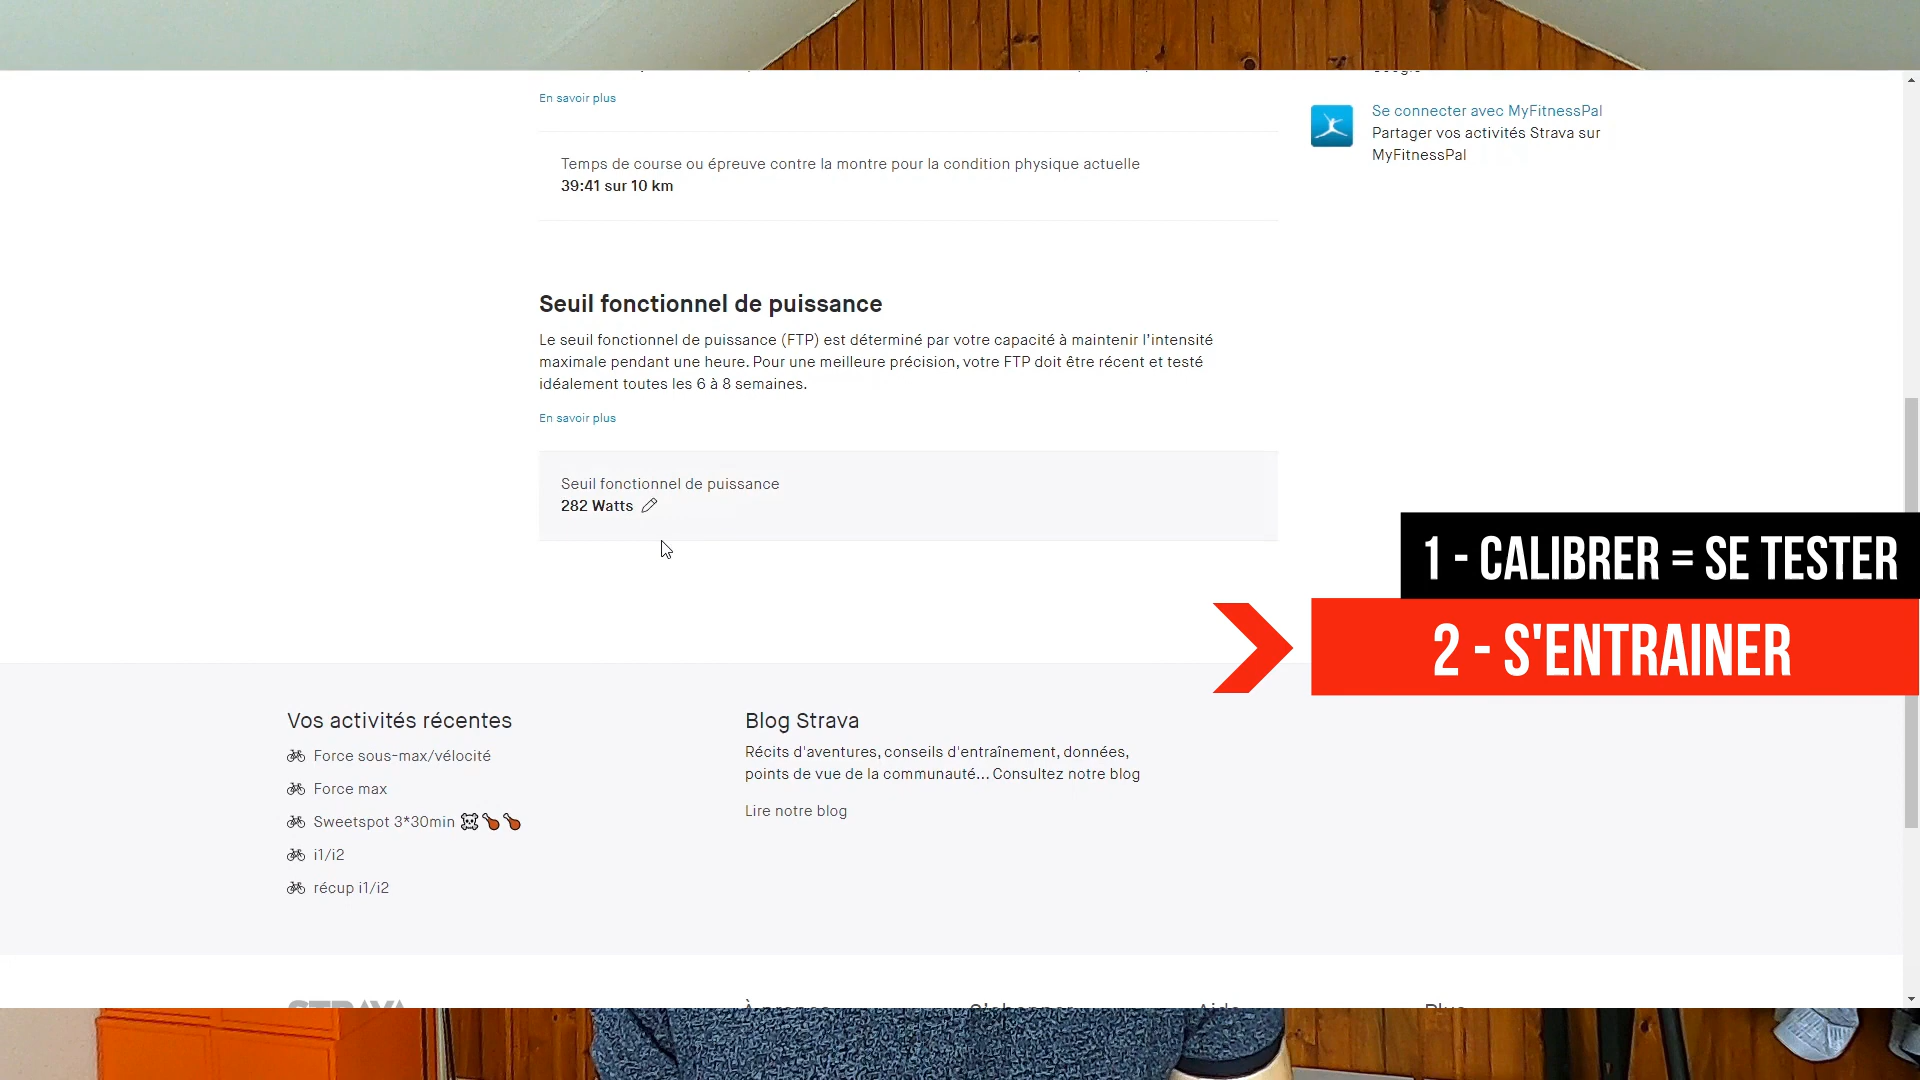 En savoir plus
Se connecter avec MyFitnessPal
Partager vos activités Strava sur
MyFitnessPal
Temps de course ou épreuve contre la montre pour la condition physique actuelle
39:41 sur 10 km
Seuil fonctionnel de puissance
Le seuil fonctionnel de puissance (FTP) est déterminé par votre capacité à maintenir l'intensité
maximale pendant une heure. Pour une meilleure précision, votre FTP doit être récent et testé
idéalement toutes les 6 à 8 semaines.
En savoir plus
Seuil fonctionnel de puissance
282 Watts
1 - CALIBRER = SE TESTER
2 - S'ENTRAINER
Vos activités récentes
Force sous-max/vélocité
Force max
Sweetspot 3*30min ☠️🍗🍗
i1/i2
récup i1/i2
Blog Strava
Récits d'aventures, conseils d'entraînement, données,
points de vue de la communauté... Consultez notre blog
Lire notre blog
STRAVA
À propos
S'abonner
Aide
Plus